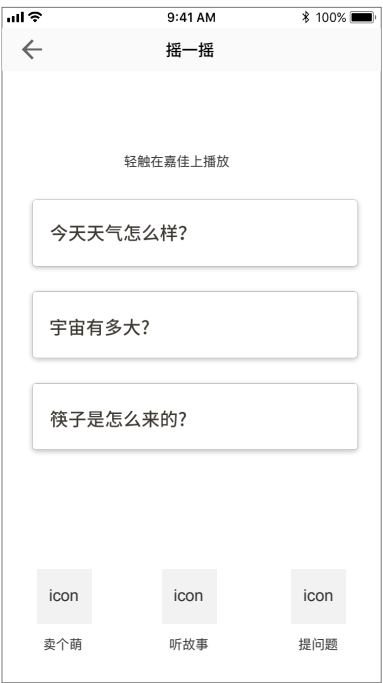 9:41 AM
100%
摇一摇
轻触在嘉佳上播放
今天天气怎么样?
宇宙有多大?
筷子是怎么来的?
icon
icon
icon
卖个萌
听故事
提问题